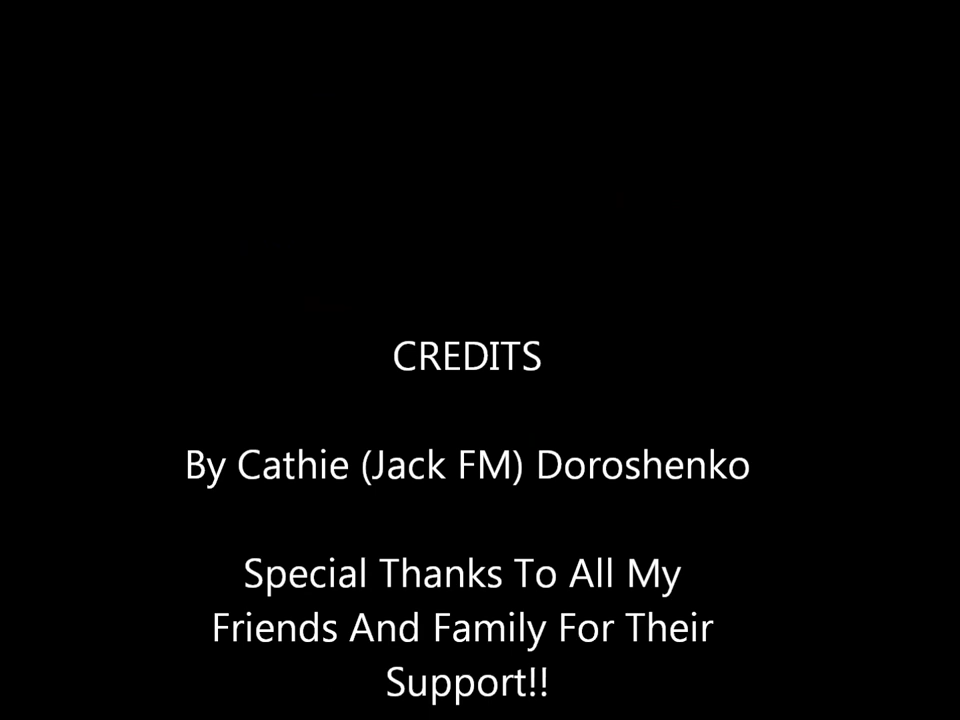 CREDITS
By Cathie (Jack FM) Doroshenko
Special Thanks To All My
Friends And Family For Their
Support!!